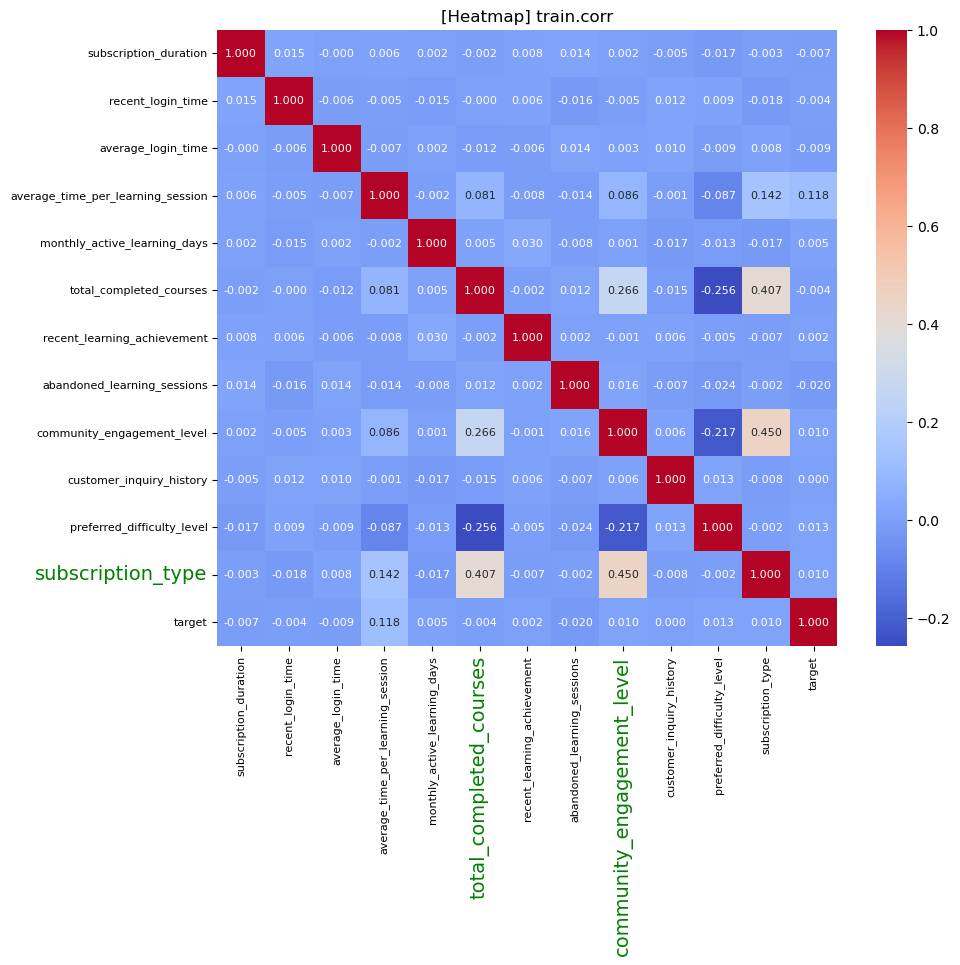 [Heatmap] train.corr
subscription_duration 1.000 0.015 -0.000 0.006 0.002 -0.002 0.008 0.014 0.002 -0.005 -0.017 -0.003 -0.007
recent_login_time 0.015 1.000 -0.006 -0.005 -0.015 -0.000 0.006 -0.016 -0.005 0.012 0.009 -0.018 -0.004
average_login_time -0.000 -0.006 1.000 -0.007 0.002 -0.012 -0.006 0.014 0.003 0.010 -0.009 0.008 -0.009
average_time_per_learning_session 0.006 -0.005 -0.007 1.000 -0.002 0.081 -0.008 -0.014 0.086 -0.001 -0.087 0.142 0.118
monthly_active_learning_days 0.002 -0.015 0.002 -0.002 1.000 0.005 0.030 -0.008 0.001 -0.017 -0.013 -0.017 0.005
total_completed_courses -0.002 -0.000 -0.012 0.081 0.005 1.000 -0.002 0.012 0.266 -0.015 -0.256 0.407 -0.004
recent_learning_achievement 0.008 0.006 -0.006 -0.008 0.030 -0.002 1.000 0.002 -0.001 0.006 -0.005 -0.007 0.002
abandoned_learning_sessions 0.014 -0.016 0.014 -0.014 -0.008 0.012 0.002 1.000 0.016 -0.007 -0.024 -0.002 -0.020
community_engagement_level 0.002 -0.005 0.003 0.086 0.001 0.266 -0.001 0.016 1.000 0.006 -0.217 0.450 0.010
customer_inquiry_history -0.005 0.012 0.010 -0.001 -0.017 -0.015 0.006 -0.007 0.006 1.000 0.013 -0.008 0.000
preferred_difficulty_level -0.017 0.009 -0.009 -0.087 -0.013 -0.256 -0.005 -0.024 -0.217 0.013 1.000 -0.002 0.013
subscription_type -0.003 -0.018 0.008 0.142 -0.017 0.407 -0.007 -0.002 0.450 -0.008 -0.002 1.000 0.010
target -0.007 -0.004 -0.009 0.118 0.005 -0.004 0.002 -0.020 0.010 0.000 0.013 0.010 1.000
subscription_duration
recent_login_time
average_login_time
average_time_per_learning_session
monthly_active_learning_days
total_completed_courses
recent_learning_achievement
abandoned_learning_sessions
community_engagement_level
customer_inquiry_history
preferred_difficulty_level
subscription_type
target
1.0
0.8
0.6
0.4
0.2
0.0
−0.2